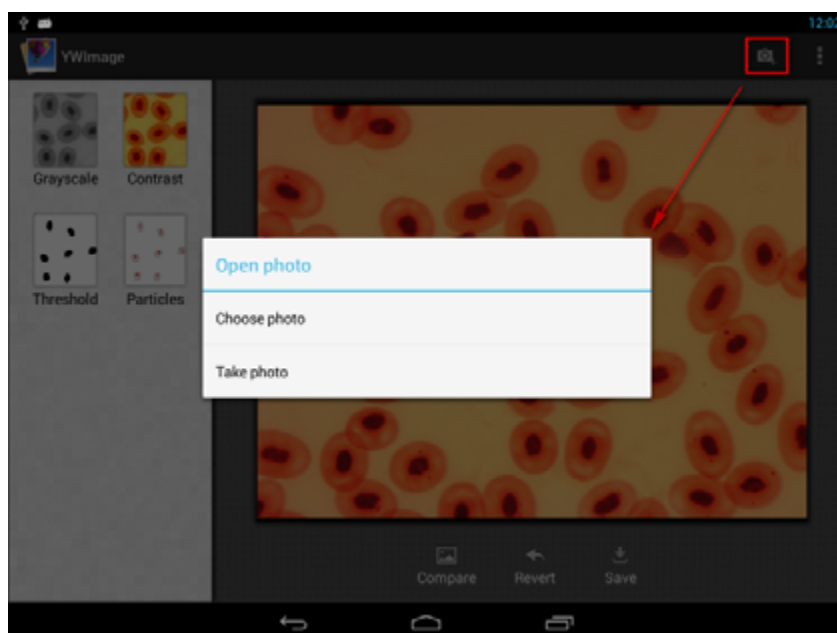 12:02
YWImage
Grayscale
Contrast
Threshold
Particles
Open photo
Choose photo
Take photo
Compare
Revert
Save